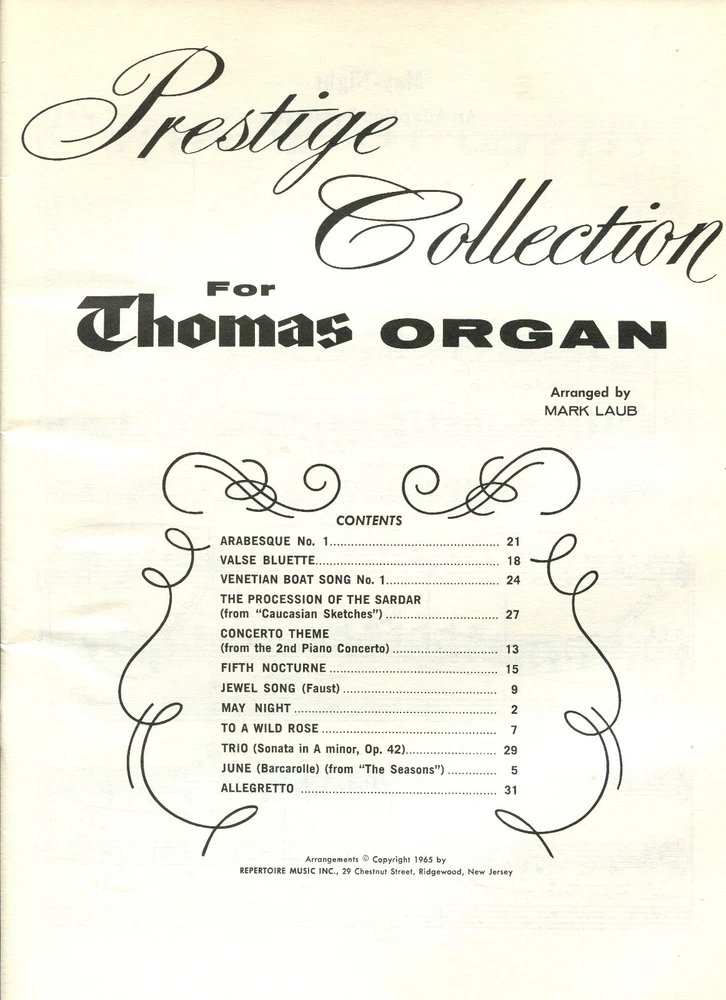 Prestige
Collection
For
Thomas ORGAN
Arranged by
MARK LAUB
CONTENTS
ARABESQUE No. 1 21
VALSE BLUETTE 18
VENETIAN BOAT SONG No. 1 24
THE PROCESSION OF THE SARDAR
(from “Caucasian Sketches”) 27
CONCERTO THEME
(from the 2nd Piano Concerto) 13
FIFTH NOCTURNE 15
JEWEL SONG (Faust) 9
MAY NIGHT 2
TO A WILD ROSE 7
TRIO (Sonata in A minor, Op. 42) 29
JUNE (Barcarolle) (from “The Seasons”) 5
ALLEGRETTO 31
Arrangements © Copyright 1965 by
REPERTOIRE MUSIC INC., 29 Chestnut Street, Ridgewood, New Jersey